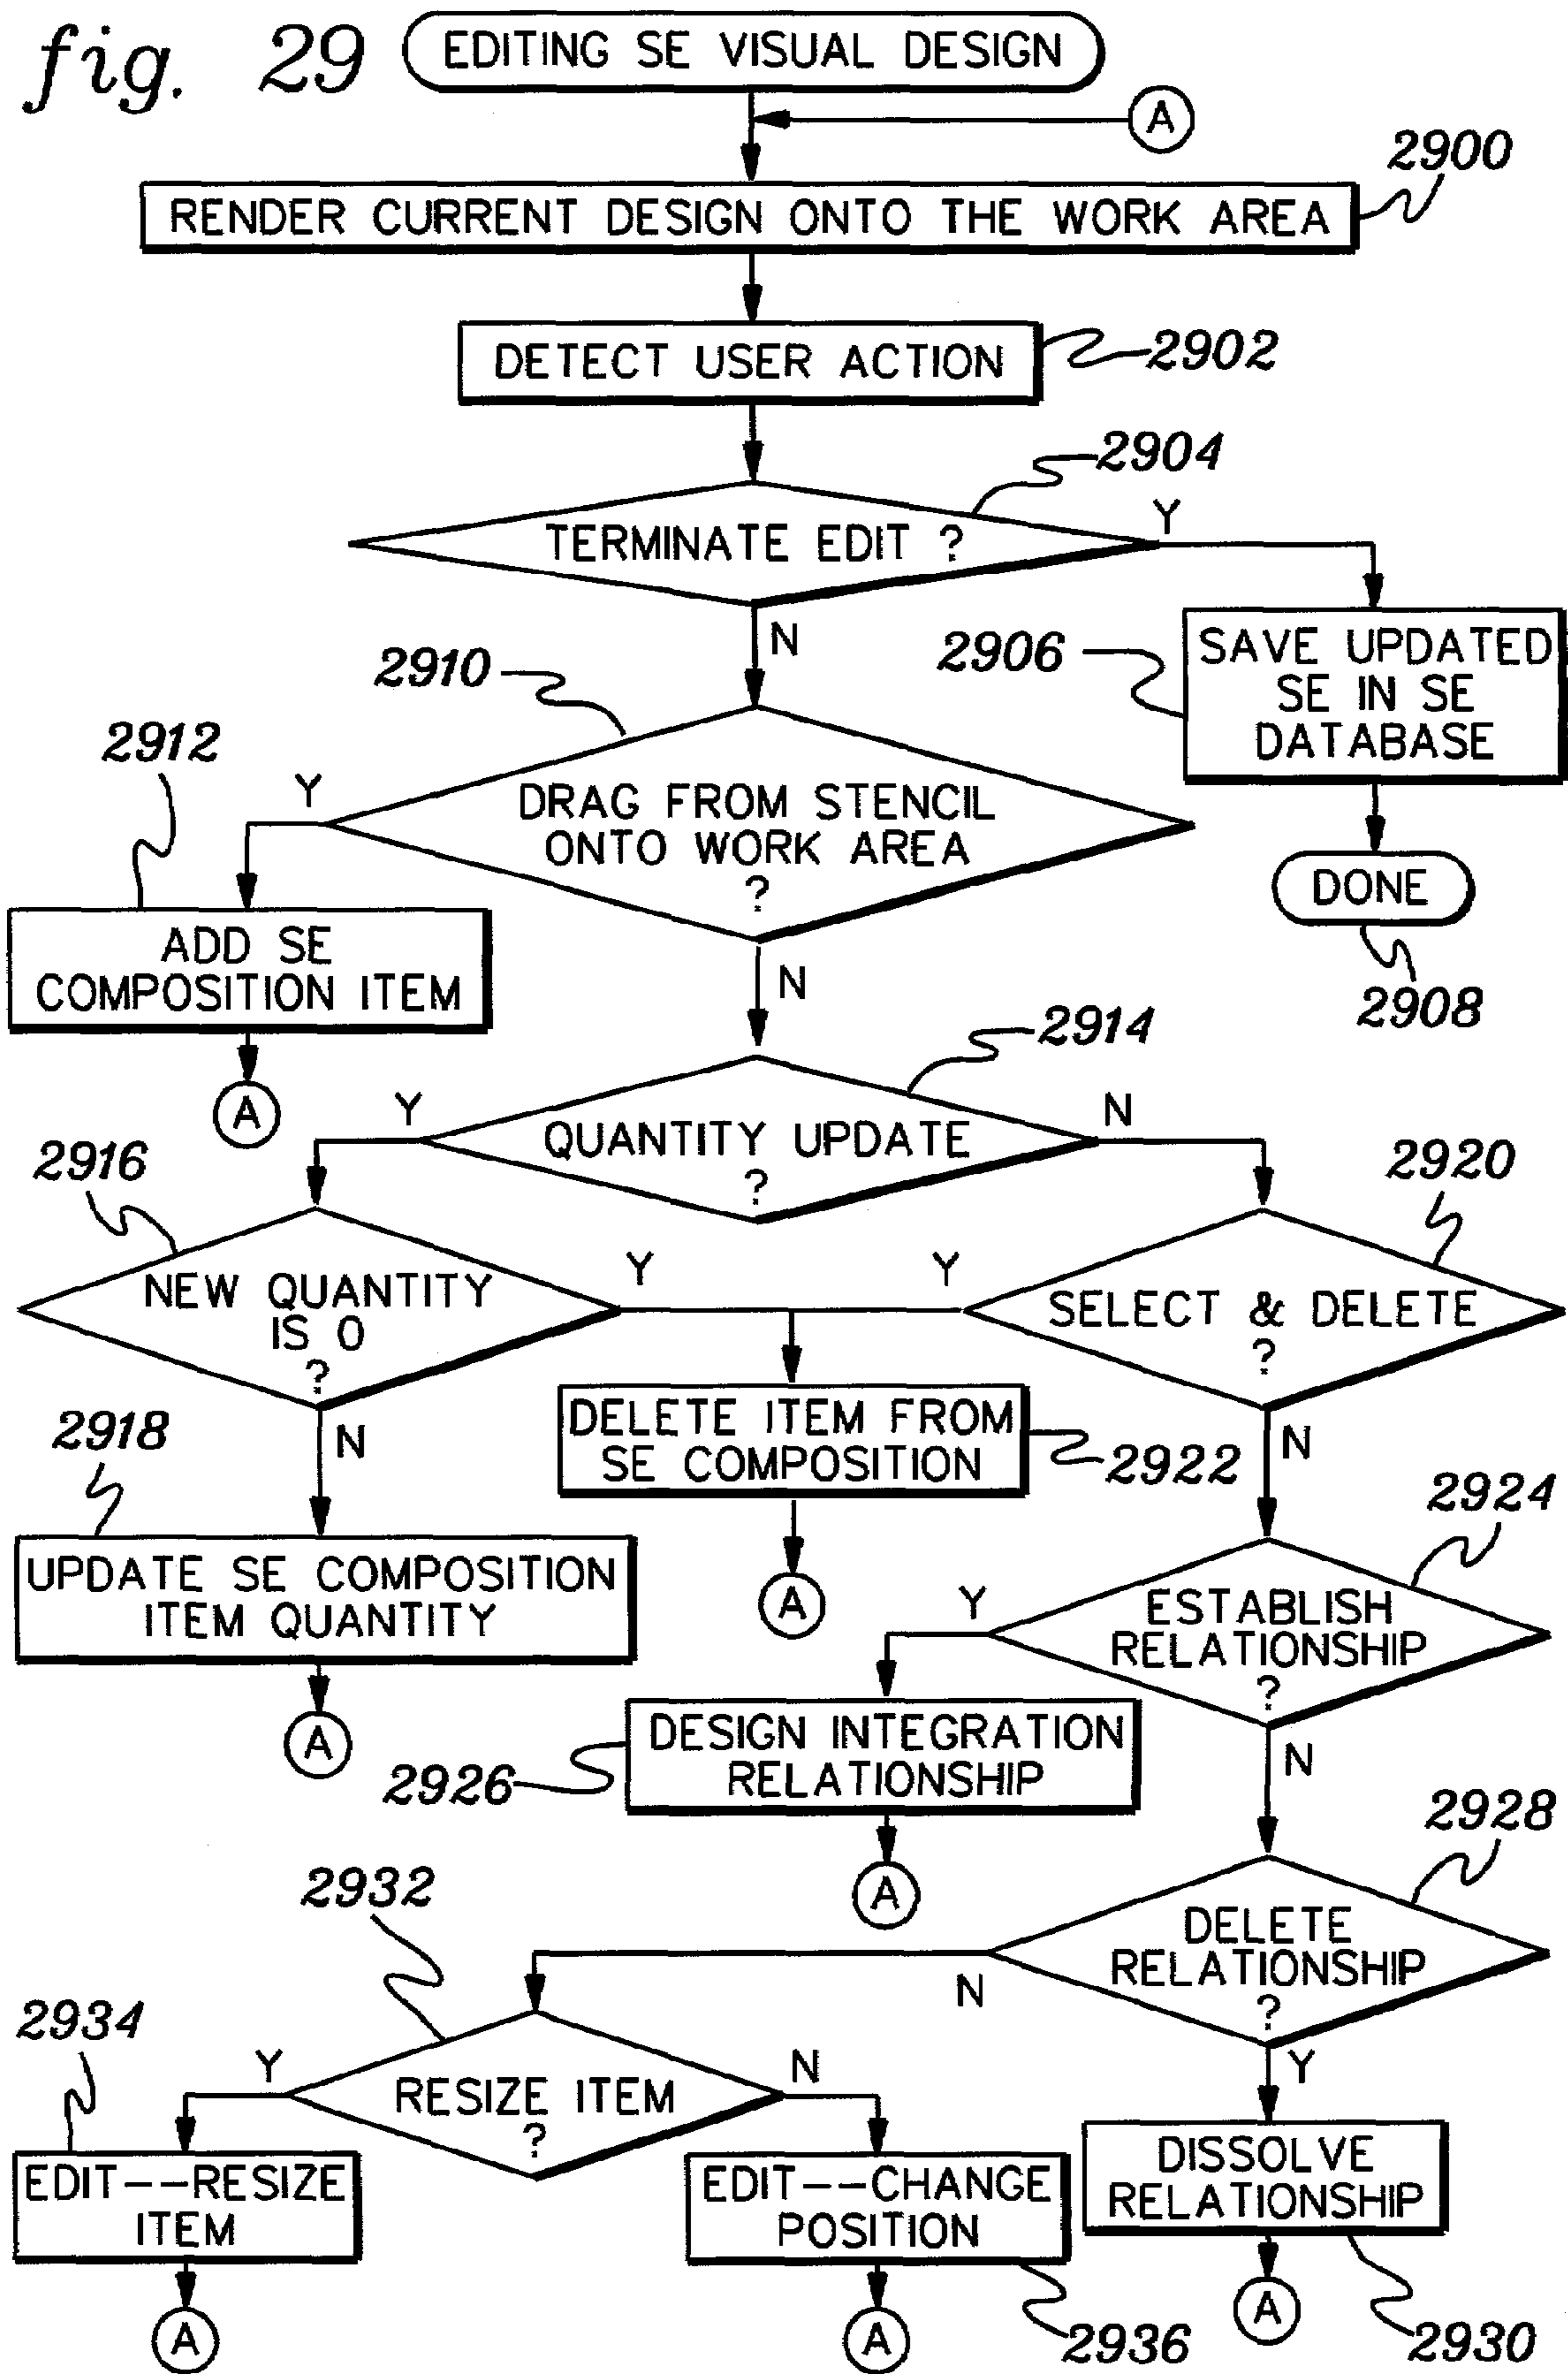 fig. 29
EDITING SE VISUAL DESIGN
A
2900
RENDER CURRENT DESIGN ONTO THE WORK AREA
DETECT USER ACTION
2902
2904
TERMINATE EDIT ?
Y
N
2906
SAVE UPDATED
SE IN SE
DATABASE
DONE
2908
2910
2912
Y
DRAG FROM STENCIL
ONTO WORK AREA
?
N
ADD SE
COMPOSITION ITEM
A
2914
Y
QUANTITY UPDATE
?
N
2916
2920
NEW QUANTITY
IS 0
?
Y
Y
SELECT & DELETE
?
N
N
2918
DELETE ITEM FROM
SE COMPOSITION
2922
A
UPDATE SE COMPOSITION
ITEM QUANTITY
A
2924
Y
ESTABLISH
RELATIONSHIP
?
N
DESIGN INTEGRATION
RELATIONSHIP
2926
A
2928
DELETE
RELATIONSHIP
?
N
Y
2932
2934
Y
RESIZE ITEM
?
N
EDIT--RESIZE
ITEM
A
EDIT--CHANGE
POSITION
A
2936
DISSOLVE
RELATIONSHIP
A
2930